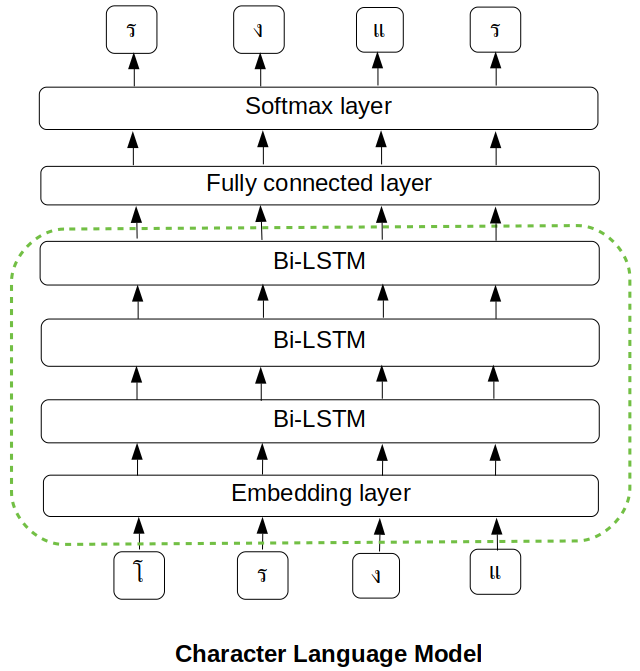 ร ง แ ร
Softmax layer
Fully connected layer
Bi-LSTM
Bi-LSTM
Bi-LSTM
Embedding layer
โ ร ง แ
Character Language Model